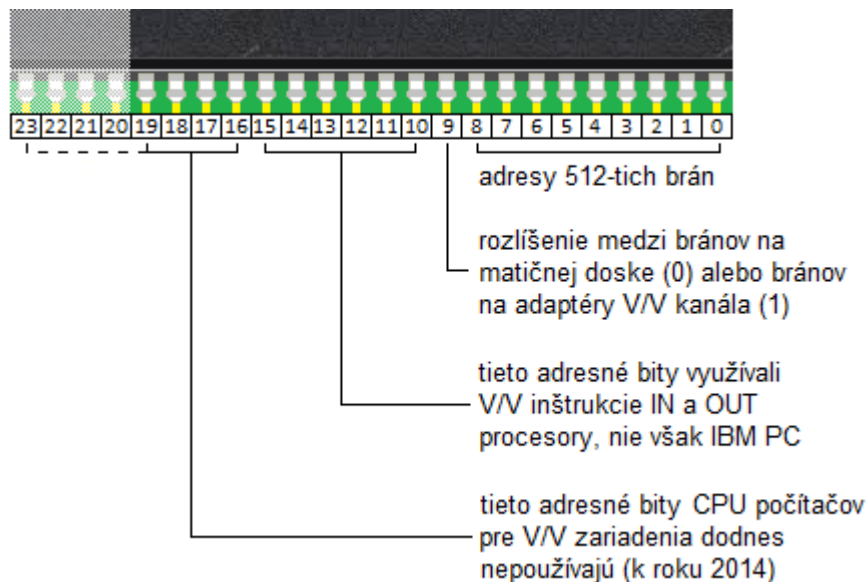 23 22 21 20 19 18 17 16 15 14 13 12 11 10 9 8 7 6 5 4 3 2 1 0
adresy 512-tich brán
rozlíšenie medzi bránov na
matičnej doske (0) alebo bránov
na adaptéry V/V kanála (1)
tieto adresné bity využívali
V/V inštrukcie IN a OUT
procesory, nie však IBM PC
tieto adresné bity CPU počítačov
pre V/V zariadenia dodnes
nepoužívajú (k roku 2014)